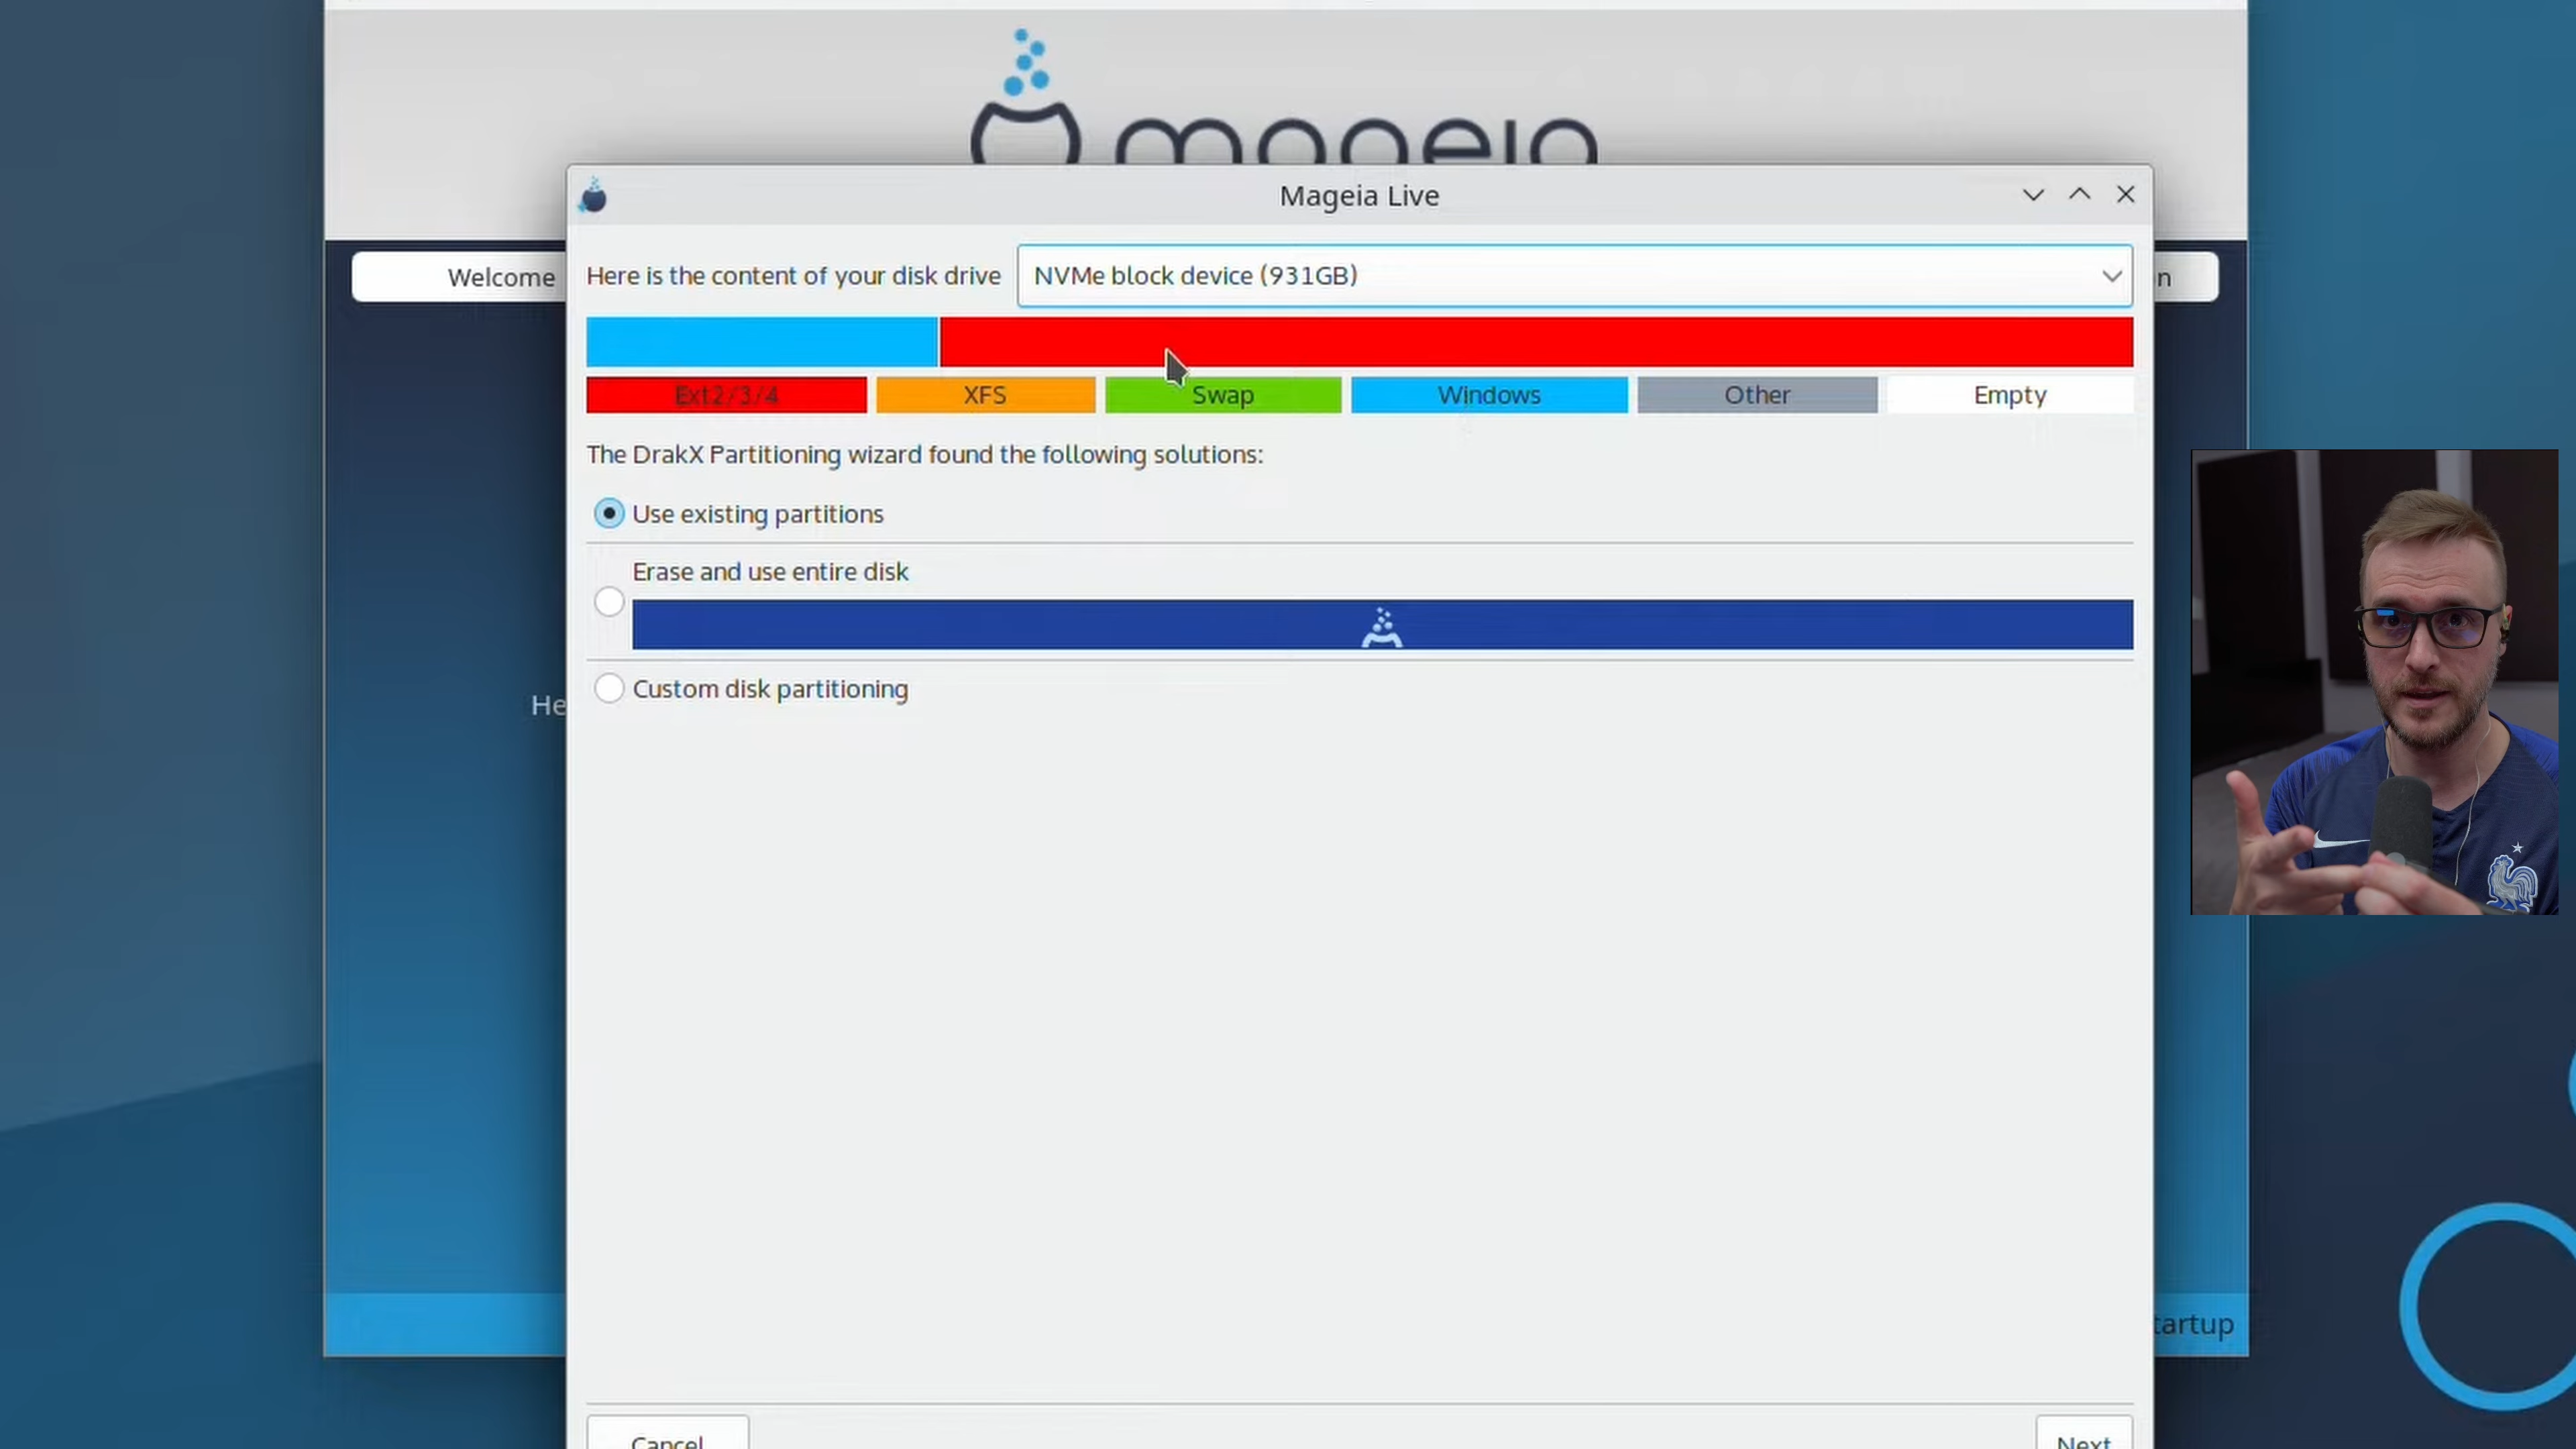 mageia
Mageia Live
Welcome
Here is the content of your disk drive
NVMe block device (931GB)
n
Ext2/3/4
XFS
Swap
Windows
Other
Empty
The DrakX Partitioning wizard found the following solutions:
Use existing partitions
Erase and use entire disk
Custom disk partitioning
He
tartup
Cancel
Next